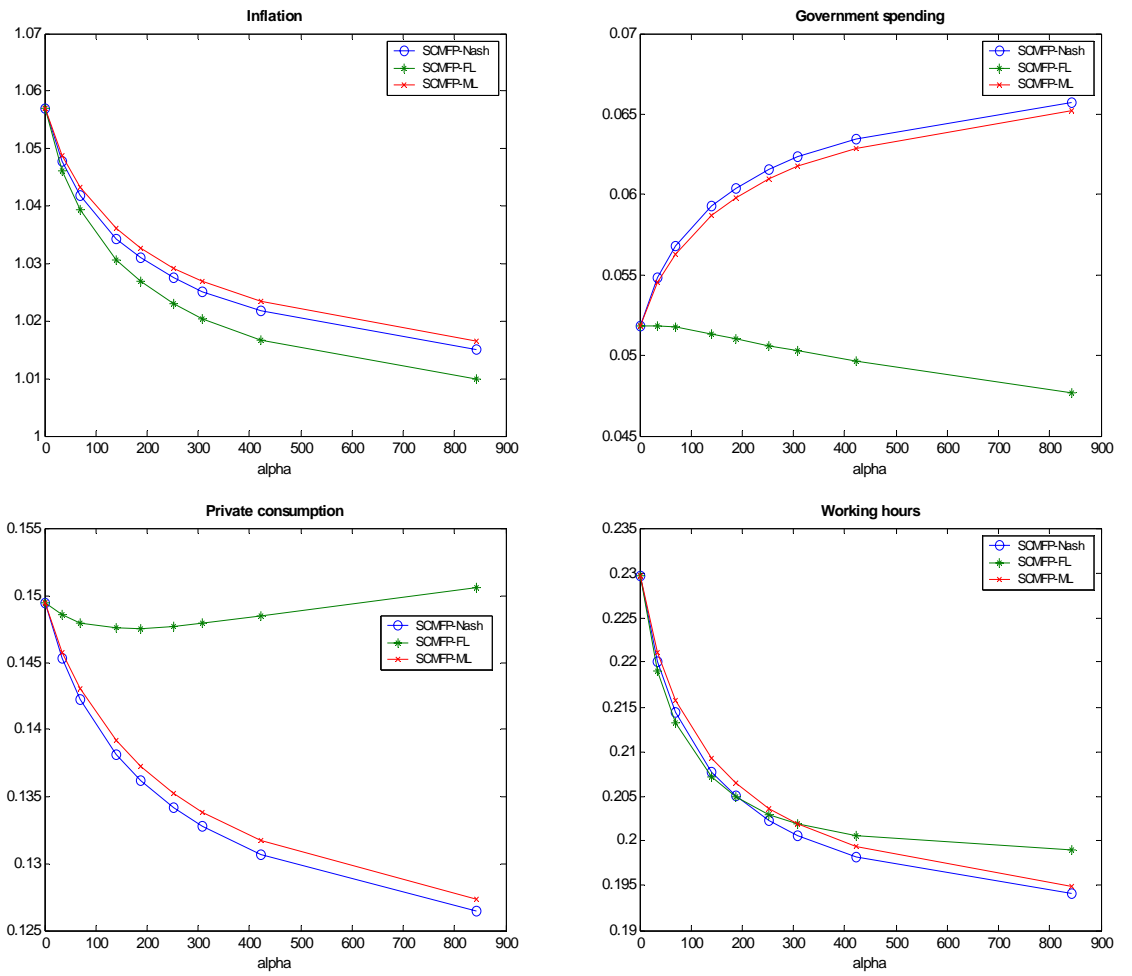 Inflation
1.07
1.06
1.05
1.04
1.03
1.02
1.01
1
0 100 200 300 400 500 600 700 800 900
alpha
SCMFP-Nash
SCMFP-FL
SCMFP-ML
Government spending
0.07
0.065
0.06
0.055
0.05
0.045
0 100 200 300 400 500 600 700 800 900
alpha
SCMFP-Nash
SCMFP-FL
SCMFP-ML
Private consumption
0.155
0.15
0.145
0.14
0.135
0.13
0.125
0 100 200 300 400 500 600 700 800 900
alpha
SCMFP-Nash
SCMFP-FL
SCMFP-ML
Working hours
0.235
0.23
0.225
0.22
0.215
0.21
0.205
0.2
0.195
0.19
0 100 200 300 400 500 600 700 800 900
alpha
SCMFP-Nash
SCMFP-FL
SCMFP-ML